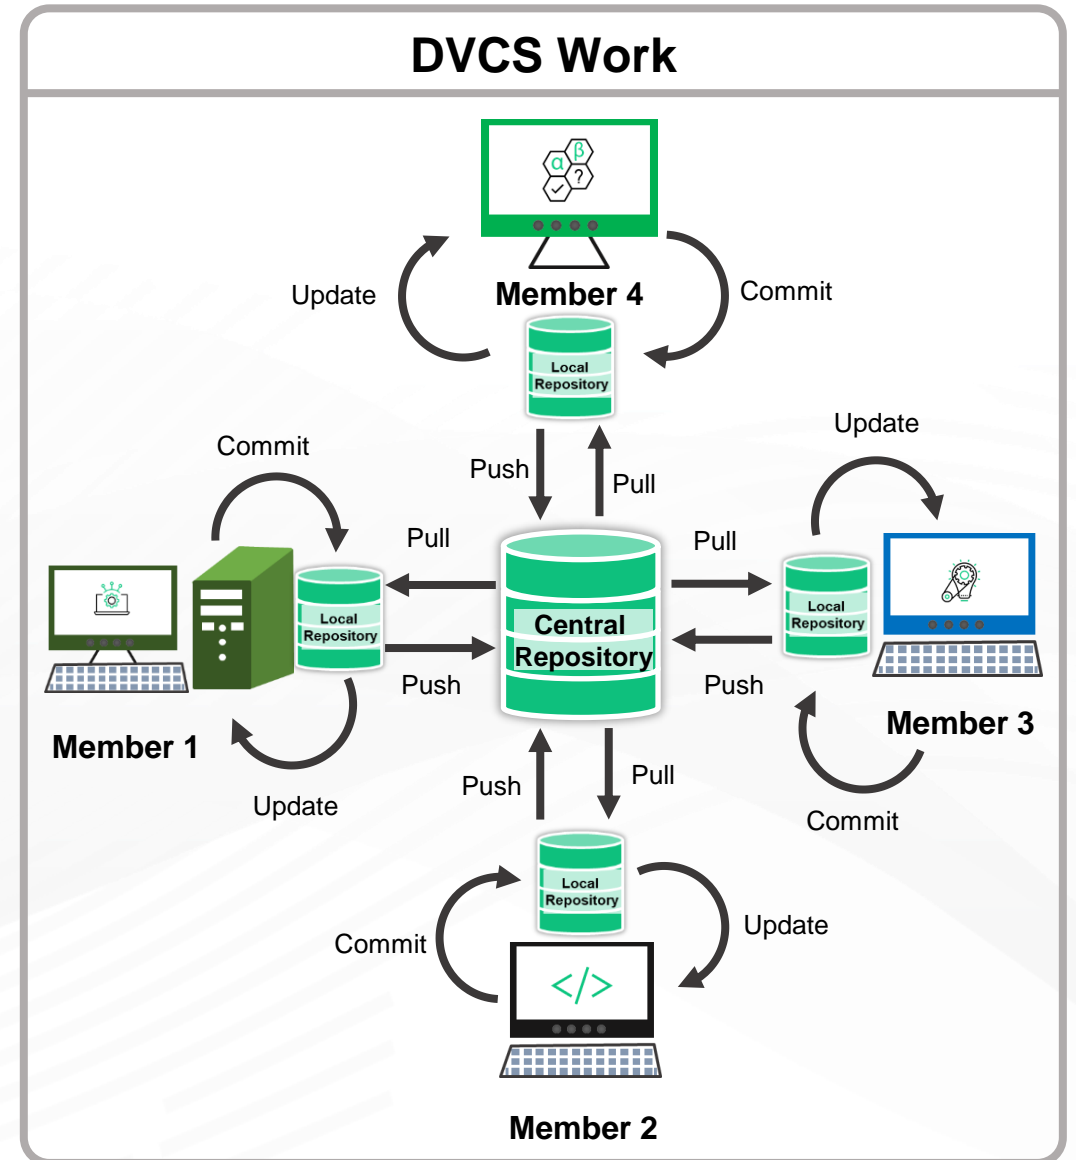 DVCS Work
α
β
?
Member 4
Update
Commit
Local
Repository
Push
Pull
Commit
Pull
Local
Repository
Push
Member 1
Update
Central
Repository
Update
Pull
Local
Repository
Push
Member 3
Commit
Push
Pull
Local
Repository
Commit
Update
</>
Member 2